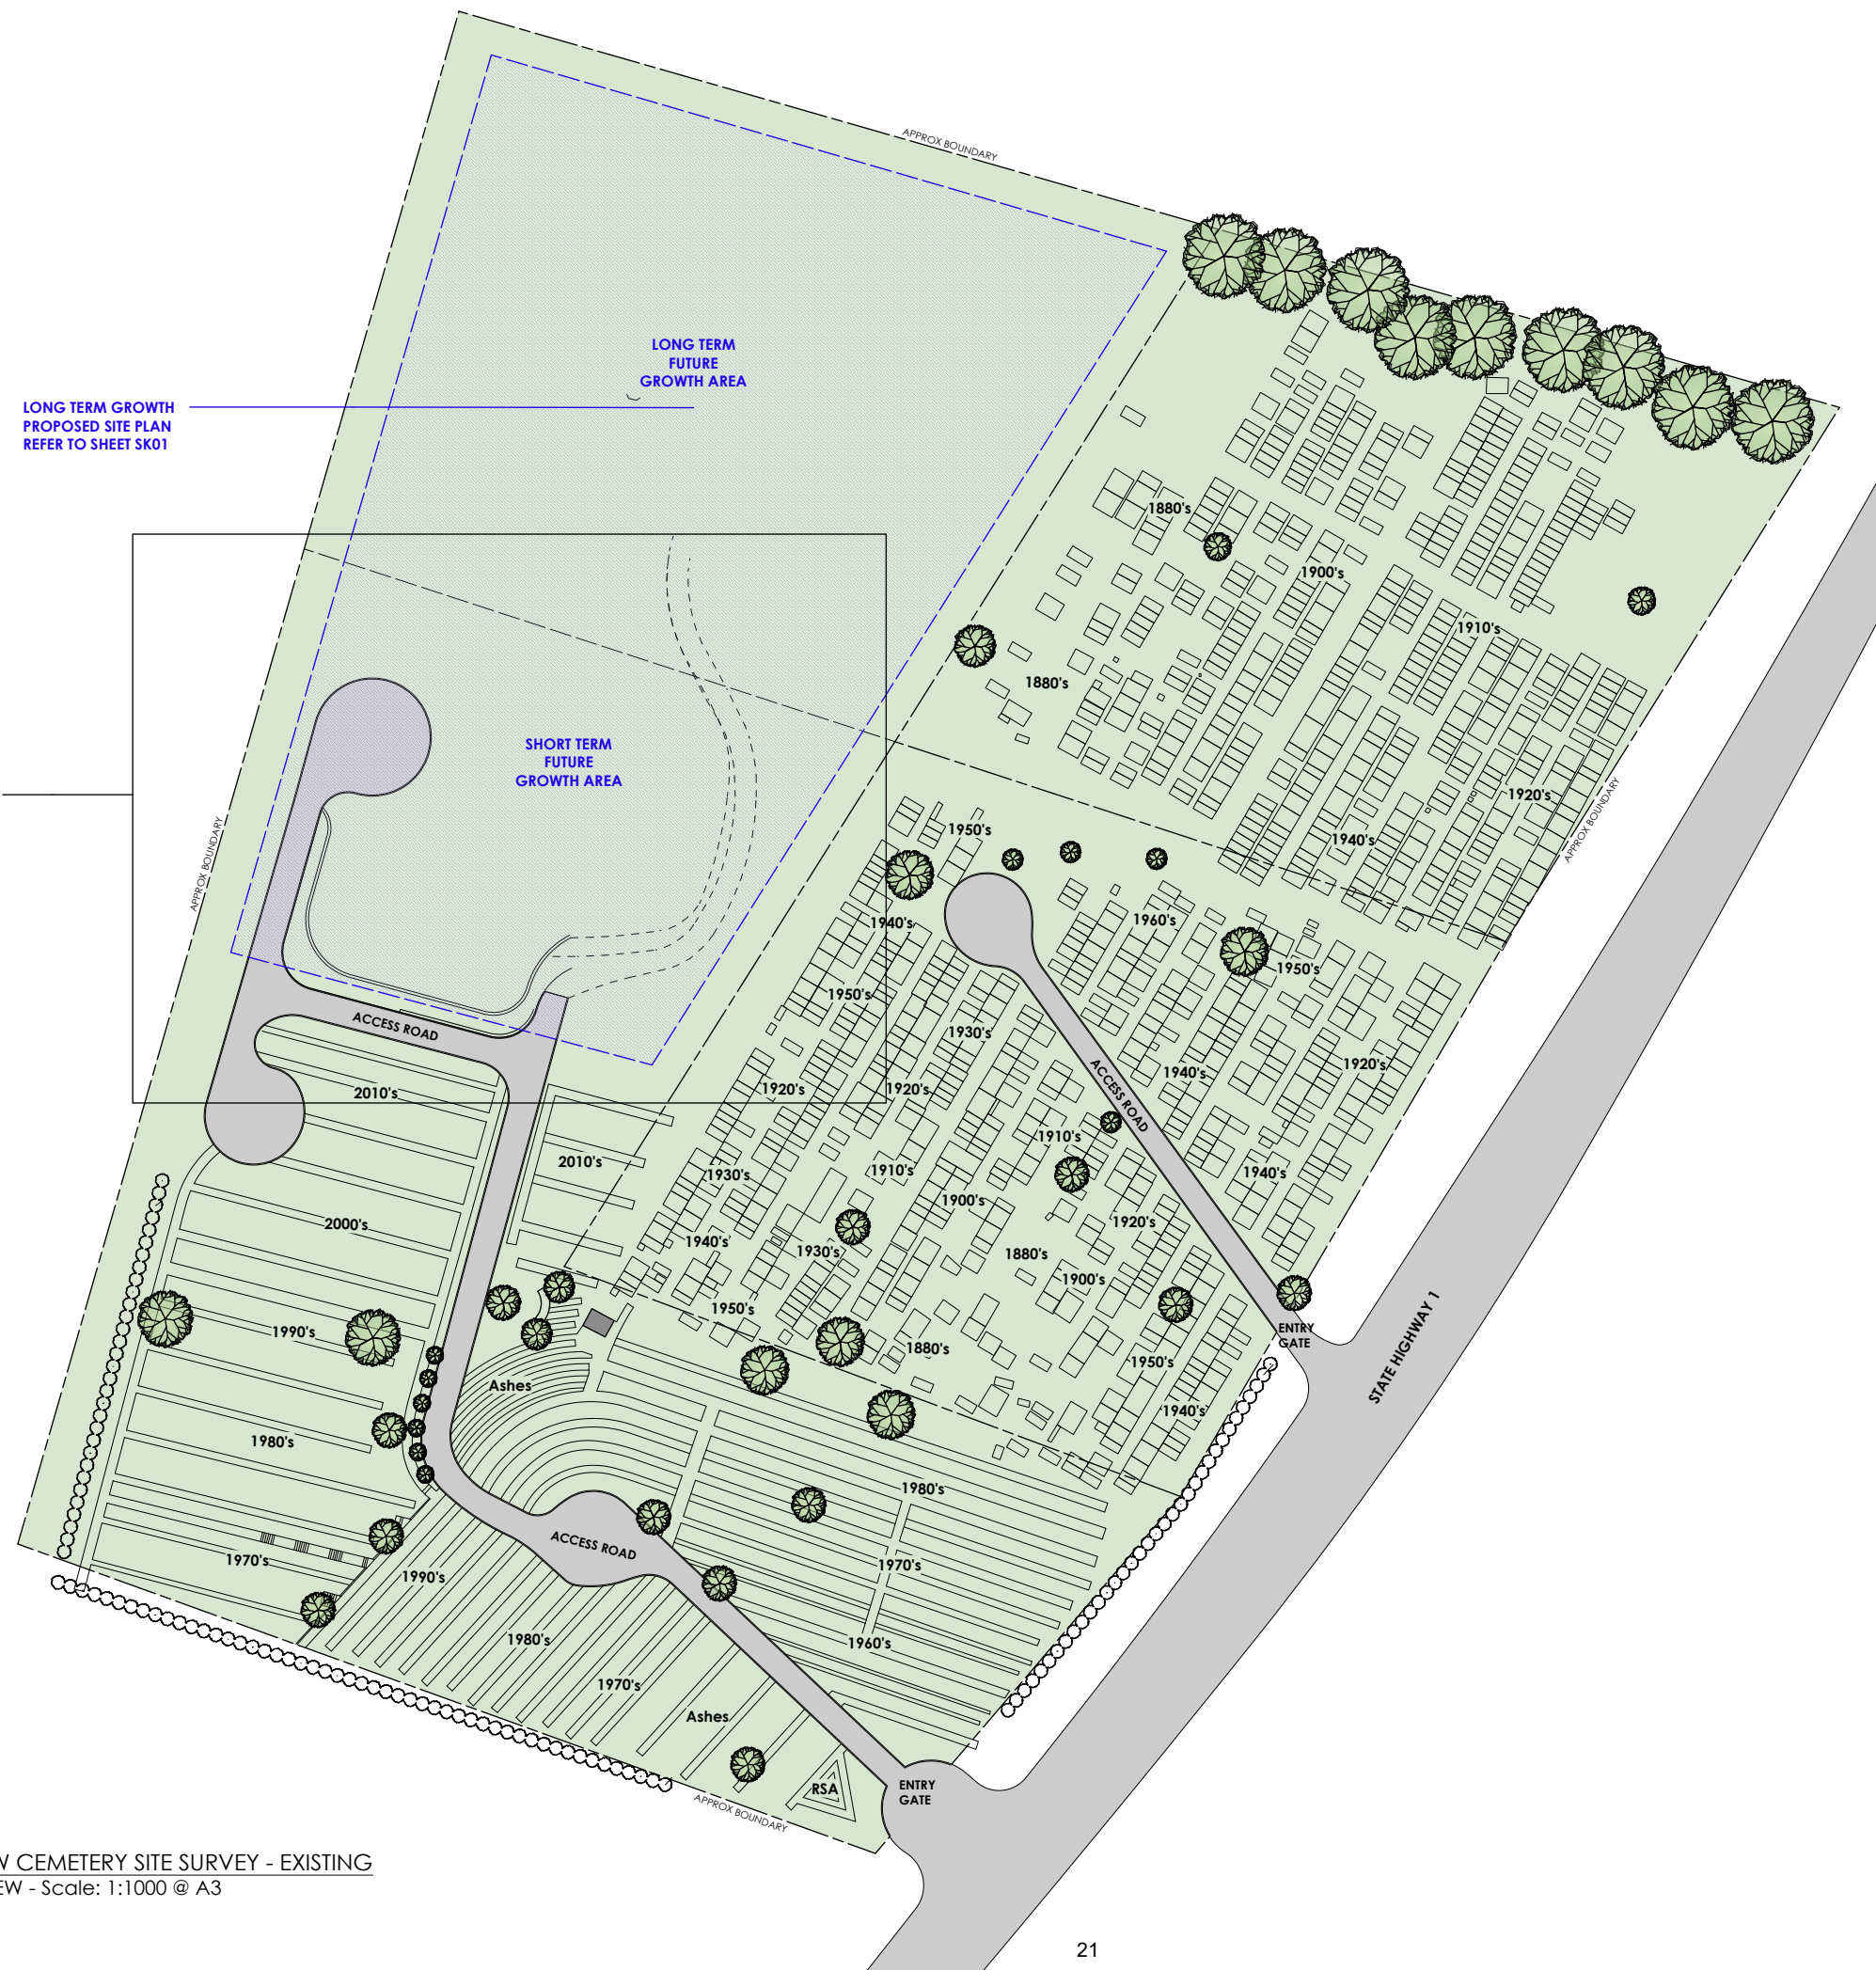 APPROX BOUNDARY
LONG TERM
FUTURE
GROWTH AREA
LONG TERM GROWTH
PROPOSED SITE PLAN
REFER TO SHEET SK01
1880's
1900's
1910's
1880's
SHORT TERM
FUTURE
GROWTH AREA
1920's
APPROX BOUNDARY
1950's
1940's
APPROX BOUNDARY
1940's
1960's
1950's
1950's
ACCESS ROAD
1930's
1920's
1940's
2010's
1920's
1920's
ACCESS ROAD
1910's
2010's
1930's
1910's
1940's
1900's
2000's
1920's
1940's
1930's
1880's
1900's
1950's
1990's
ENTRY
GATE
1880's
1950's
STATE HIGHWAY 1
Ashes
1940's
1980's
1980's
ACCESS ROAD
1970's
1970's
1990's
1980's
1960's
1970's
Ashes
RSA
ENTRY
GATE
APPROX BOUNDARY
W CEMETERY SITE SURVEY - EXISTING
EW - Scale: 1:1000 @ A3
21